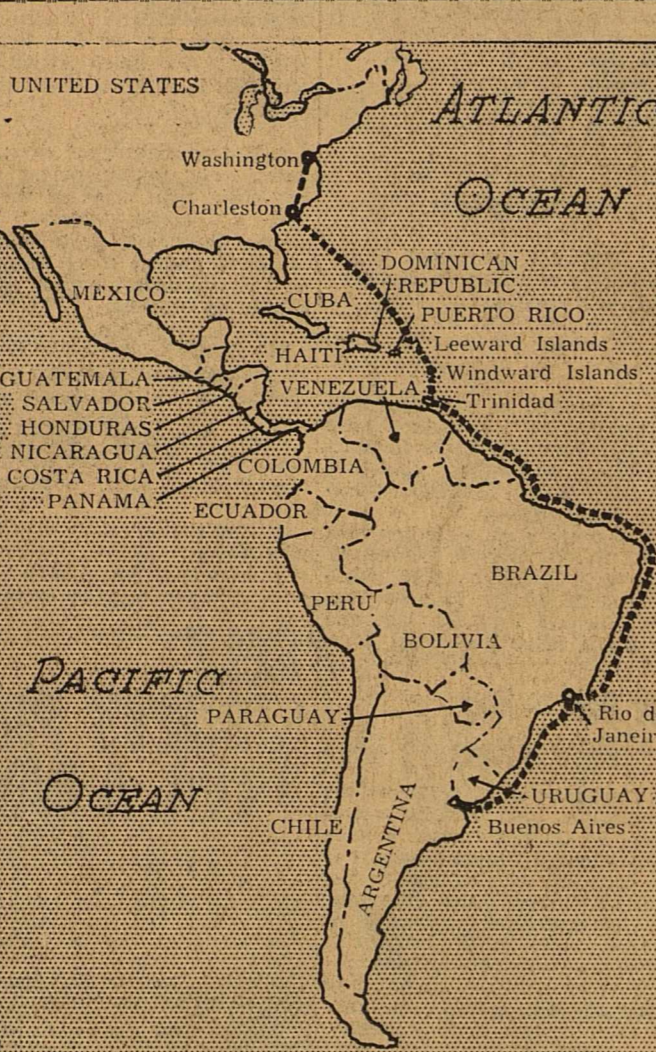 UNITED STATES
ATLANTIC
OCEAN
Washington
Charleston
DOMINICAN
REPUBLIC
MEXICO
CUBA
PUERTO RICO
HAITI
Leeward Islands
GUATEMALA
VENEZUELA
Windward Islands
SALVADOR
Trinidad
HONDURAS
NICARAGUA
COSTA RICA
COLOMBIA
PANAMA
ECUADOR
BRAZIL
PERU
BOLIVIA
PACIFIC
OCEAN
PARAGUAY
Rio d
Janeir
URUGUAY
CHILE
ARGENTINA
Buenos Aires